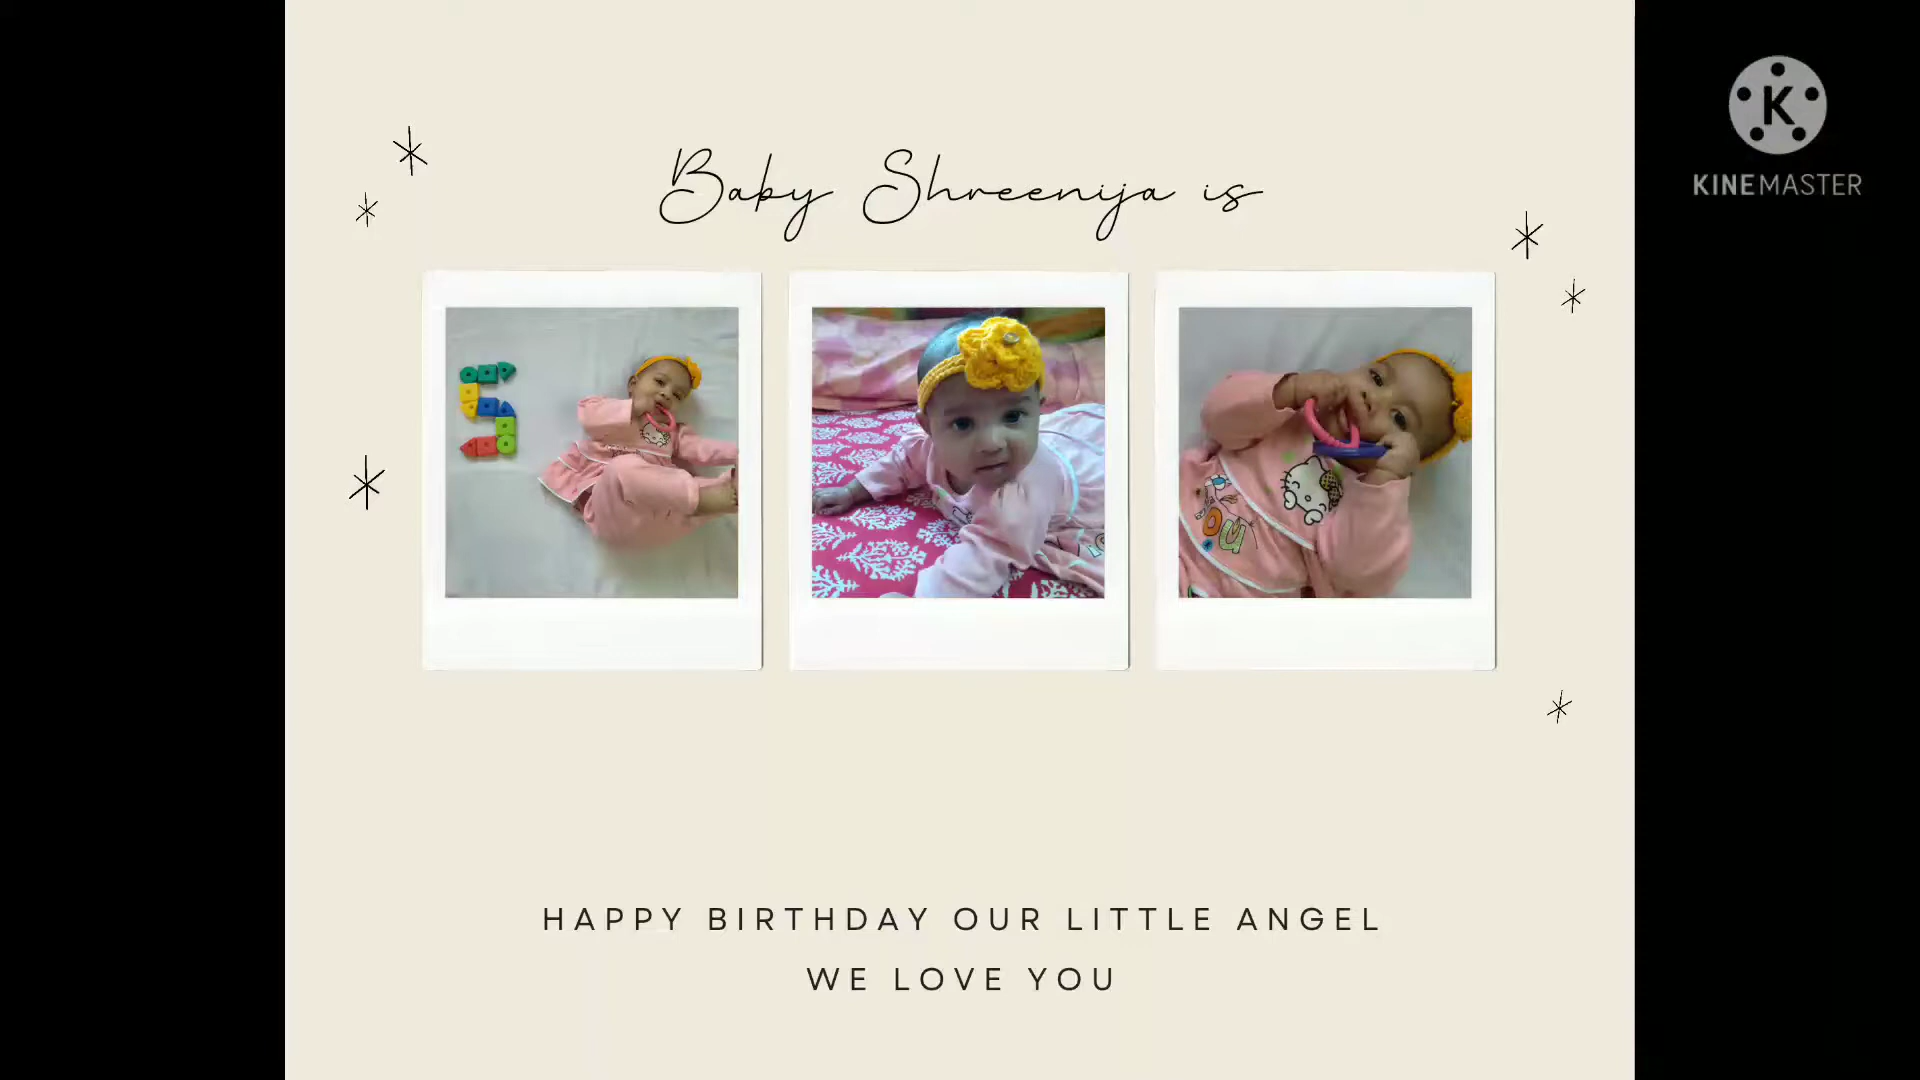 Baby Shreenija is
HAPPY BIRTHDAY OUR LITTLE ANGEL
WE LOVE YOU
K
KINEMASTER